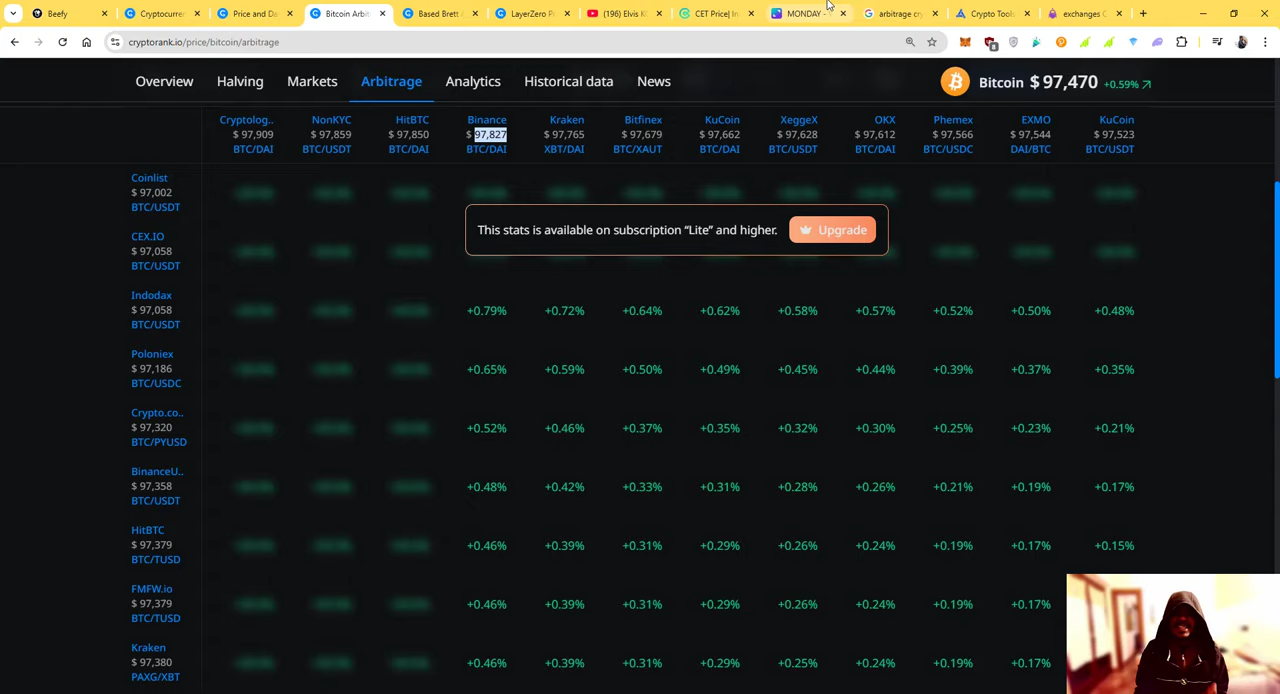 Beefy
Cryptocurren
Price and Da
Bitcoin Arbit
Based Brett A
LayerZero P
(196) Elvis K
CET Price| In
MONDAY -
arbitrage cry
Crypto Tools
exchanges C
cryptorank.io/price/bitcoin/arbitrage
Overview
Halving
Markets
Arbitrage
Analytics
Historical data
News
Bitcoin $ 97,470 +0.59%
Cryptolog.. NonKYC HitBTC Binance Kraken Bitfinex KuCoin XeggeX OKX Phemex EXMO KuCoin
$ 97,909 $ 97,859 $ 97,850 $ 97,827 $ 97,765 $ 97,679 $ 97,662 $ 97,628 $ 97,612 $ 97,566 $ 97,544 $ 97,523
BTC/DAI BTC/USDT BTC/DAI BTC/DAI XBT/DAI BTC/XAUT BTC/DAI BTC/USDT BTC/DAI BTC/USDC DAI/BTC BTC/USDT
Coinlist
$ 97,002
BTC/USDT
This stats is available on subscription “Lite” and higher.
Upgrade
CEX.IO
$ 97,058
BTC/USDT
Indodax
$ 97,058
BTC/USDT
+0.79% +0.72% +0.64% +0.62% +0.58% +0.57% +0.52% +0.50% +0.48%
Poloniex
$ 97,186
BTC/USDC
+0.65% +0.59% +0.50% +0.49% +0.45% +0.44% +0.39% +0.37% +0.35%
Crypto.co..
$ 97,320
BTC/PYUSD
+0.52% +0.46% +0.37% +0.35% +0.32% +0.30% +0.25% +0.23% +0.21%
BinanceU..
$ 97,358
BTC/USDT
+0.48% +0.42% +0.33% +0.31% +0.28% +0.26% +0.21% +0.19% +0.17%
HitBTC
$ 97,379
BTC/TUSD
+0.46% +0.39% +0.31% +0.29% +0.26% +0.24% +0.19% +0.17% +0.15%
FMFW.io
$ 97,379
BTC/TUSD
+0.46% +0.39% +0.31% +0.29% +0.26% +0.24% +0.19% +0.17%
Kraken
$ 97,380
PAXG/XBT
+0.46% +0.39% +0.31% +0.29% +0.25% +0.24% +0.19% +0.17%